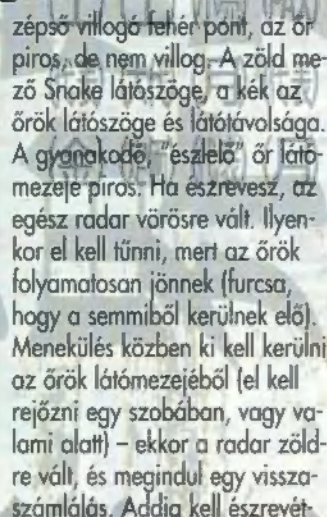 zépső villogó fehér pont, az őr
piros, de nem villog. A zöld me-
ző Snake látószöge, a kék az
őrök látószöge és látótávolsága.
A gyanakodó, "észlelő" őr láto-
mezeje piros. Ha észrevesz, az
egész radar vörösre vált. Ilyen-
kor el kell tűnni, mert az őrök
folyamatosan jönnek (furcsa,
hogy a semmiből kerülnek elő).
Menekülés közben ki kell kerülni
az őrök látómezejéből (el kell
rejőzni egy szobában, vagy va-
lami alatt) – ekkor a radar zöld-
re vált, és megindul egy vissza-
számlálás. Addig kell észrevét-